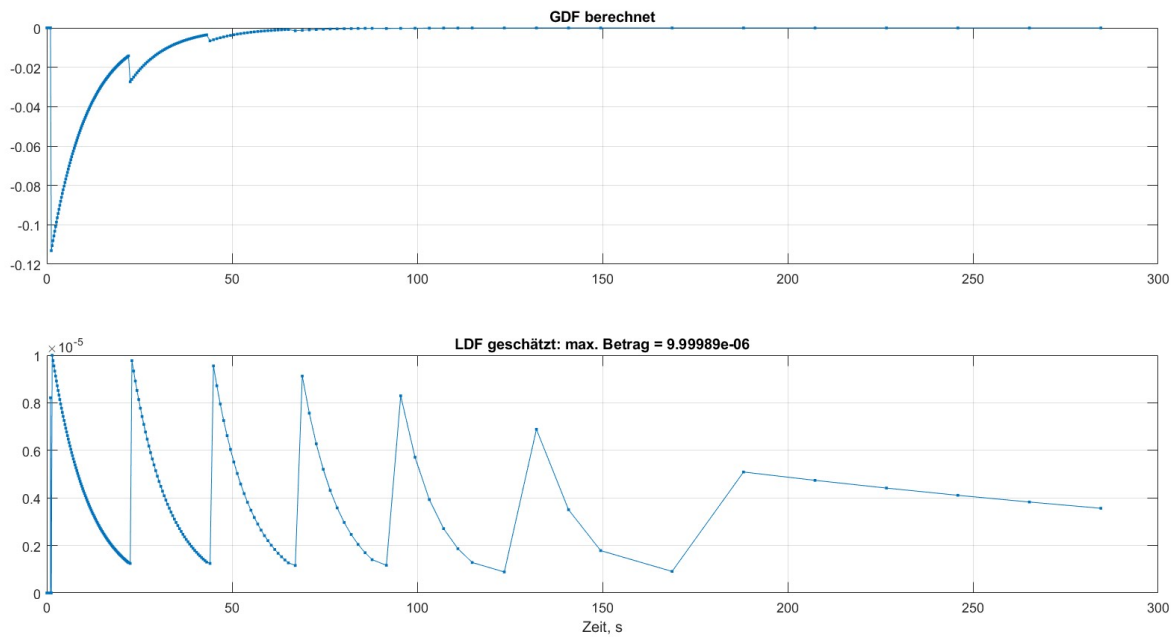 GDF berechnet
0
-0.02
-0.04
-0.06
-0.08
-0.1
-0.12
0 50 100 150 200 250 300
×10⁻⁵
LDF geschätzt: max. Betrag = 9.99989e-06
1
0.8
0.6
0.4
0.2
0
0 50 100 150 200 250 300
Zeit, s